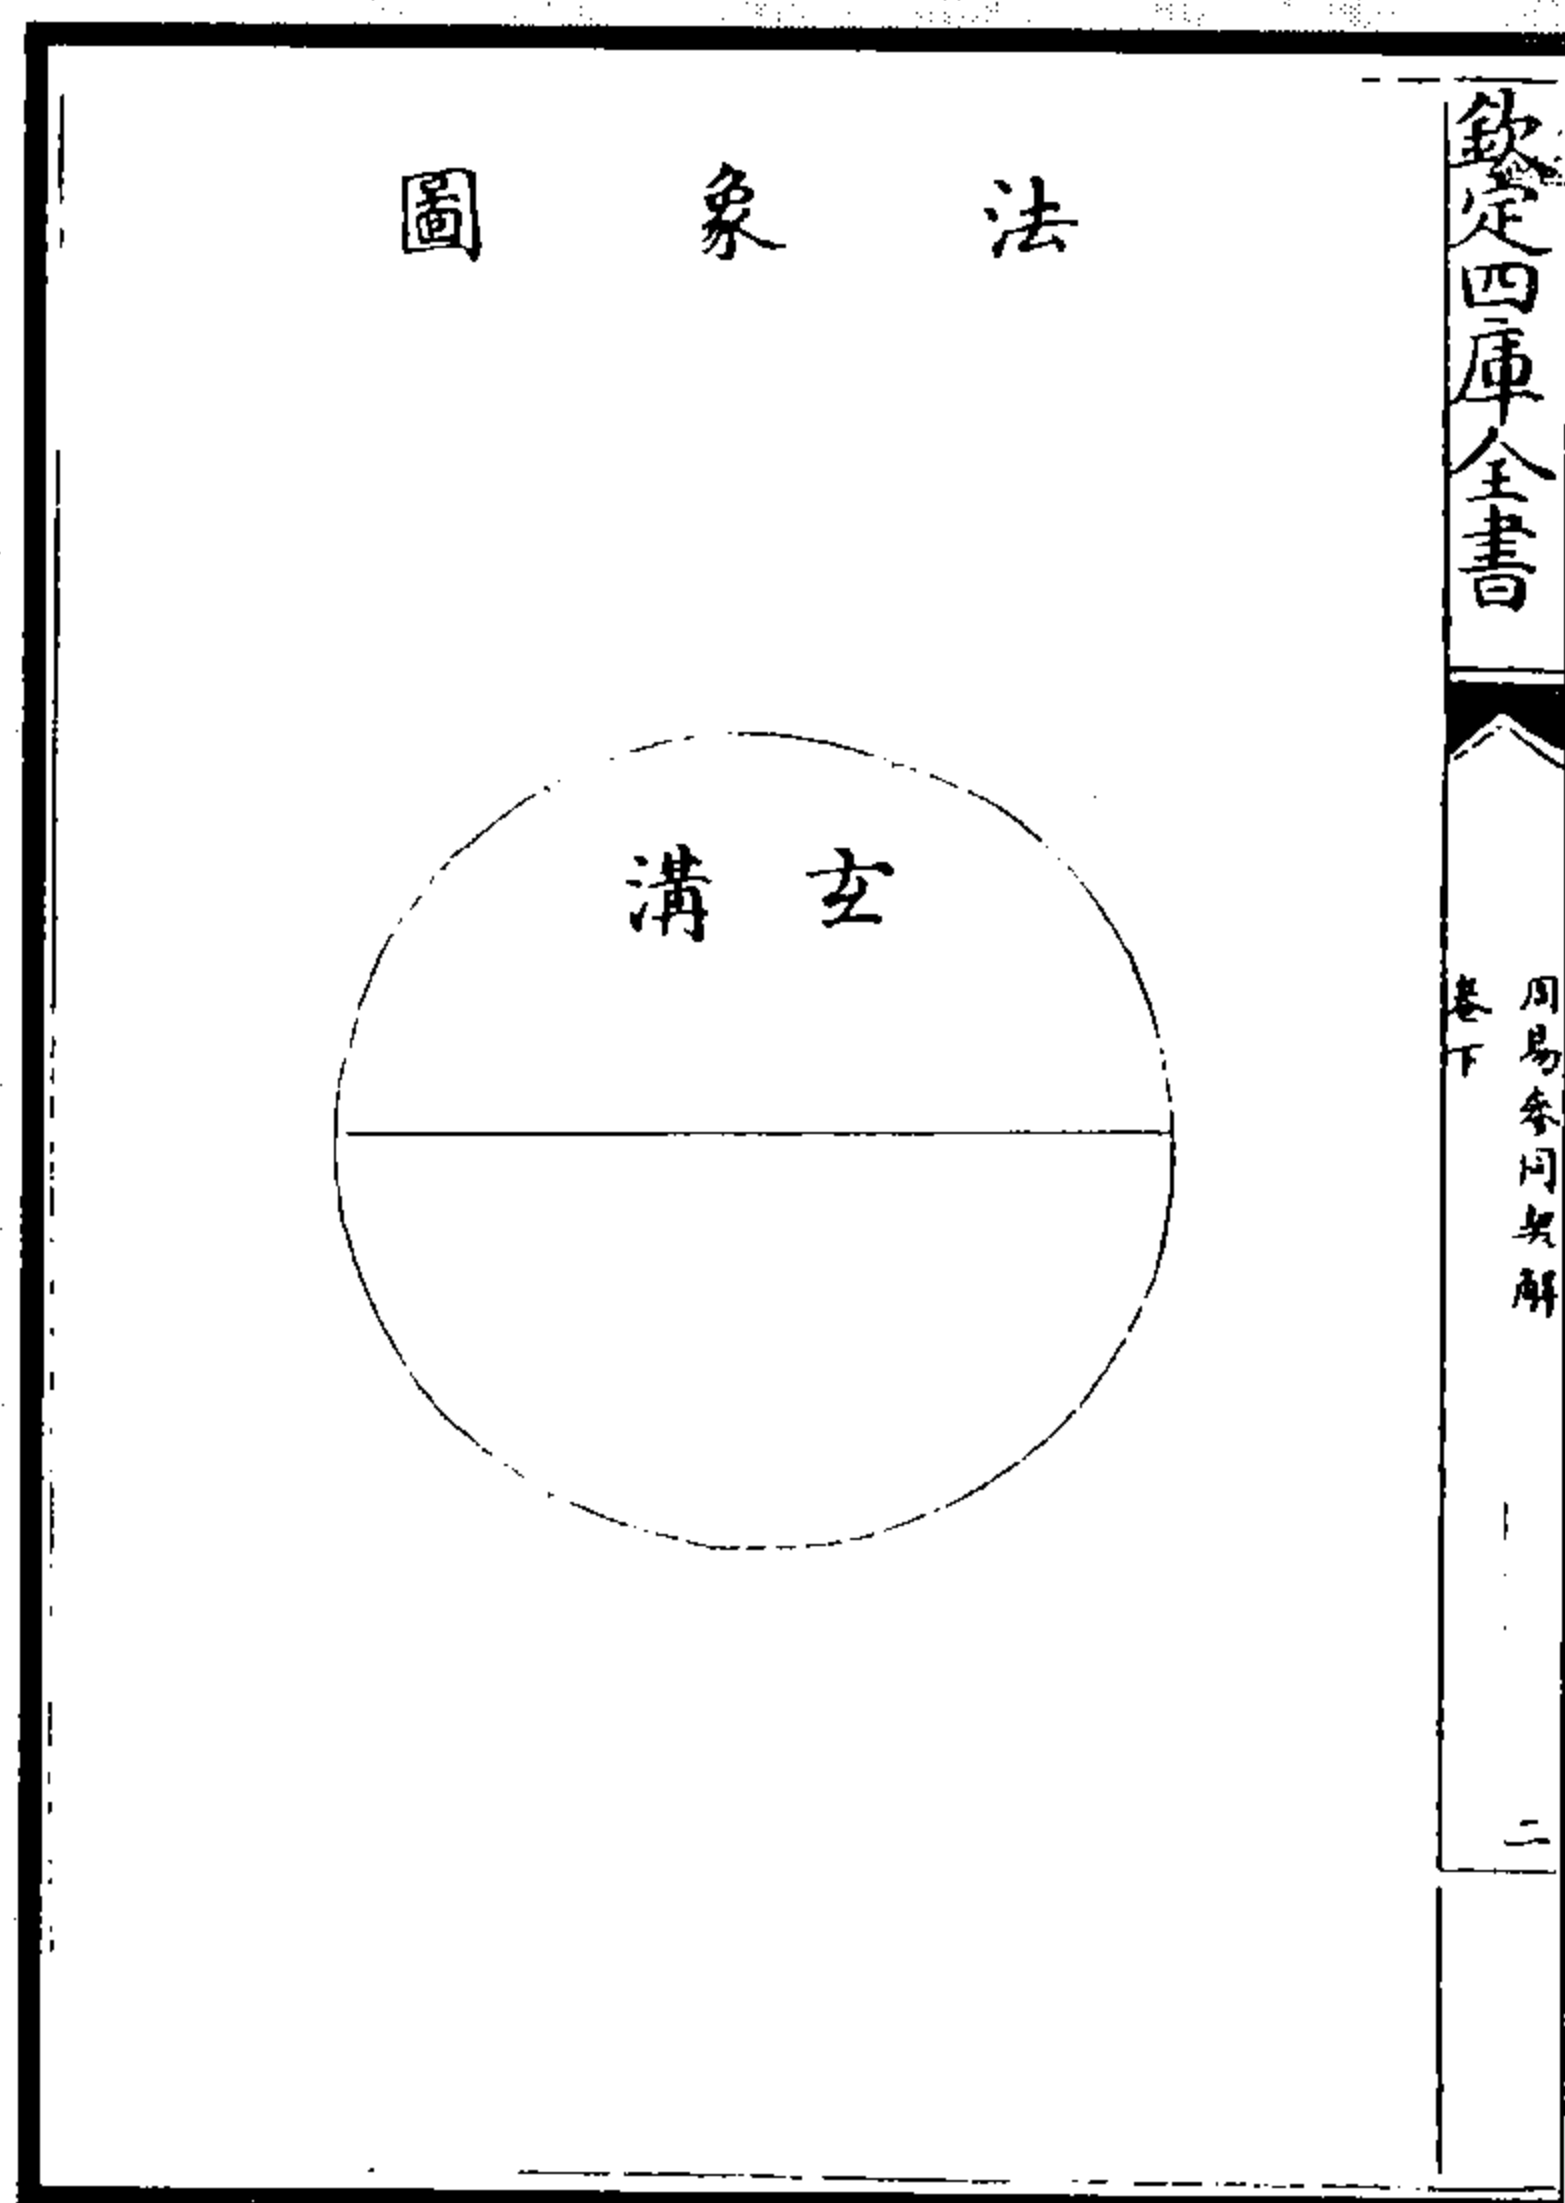 欽定四庫全書
周易參同契解
卷下
二
法象圖
玄溝